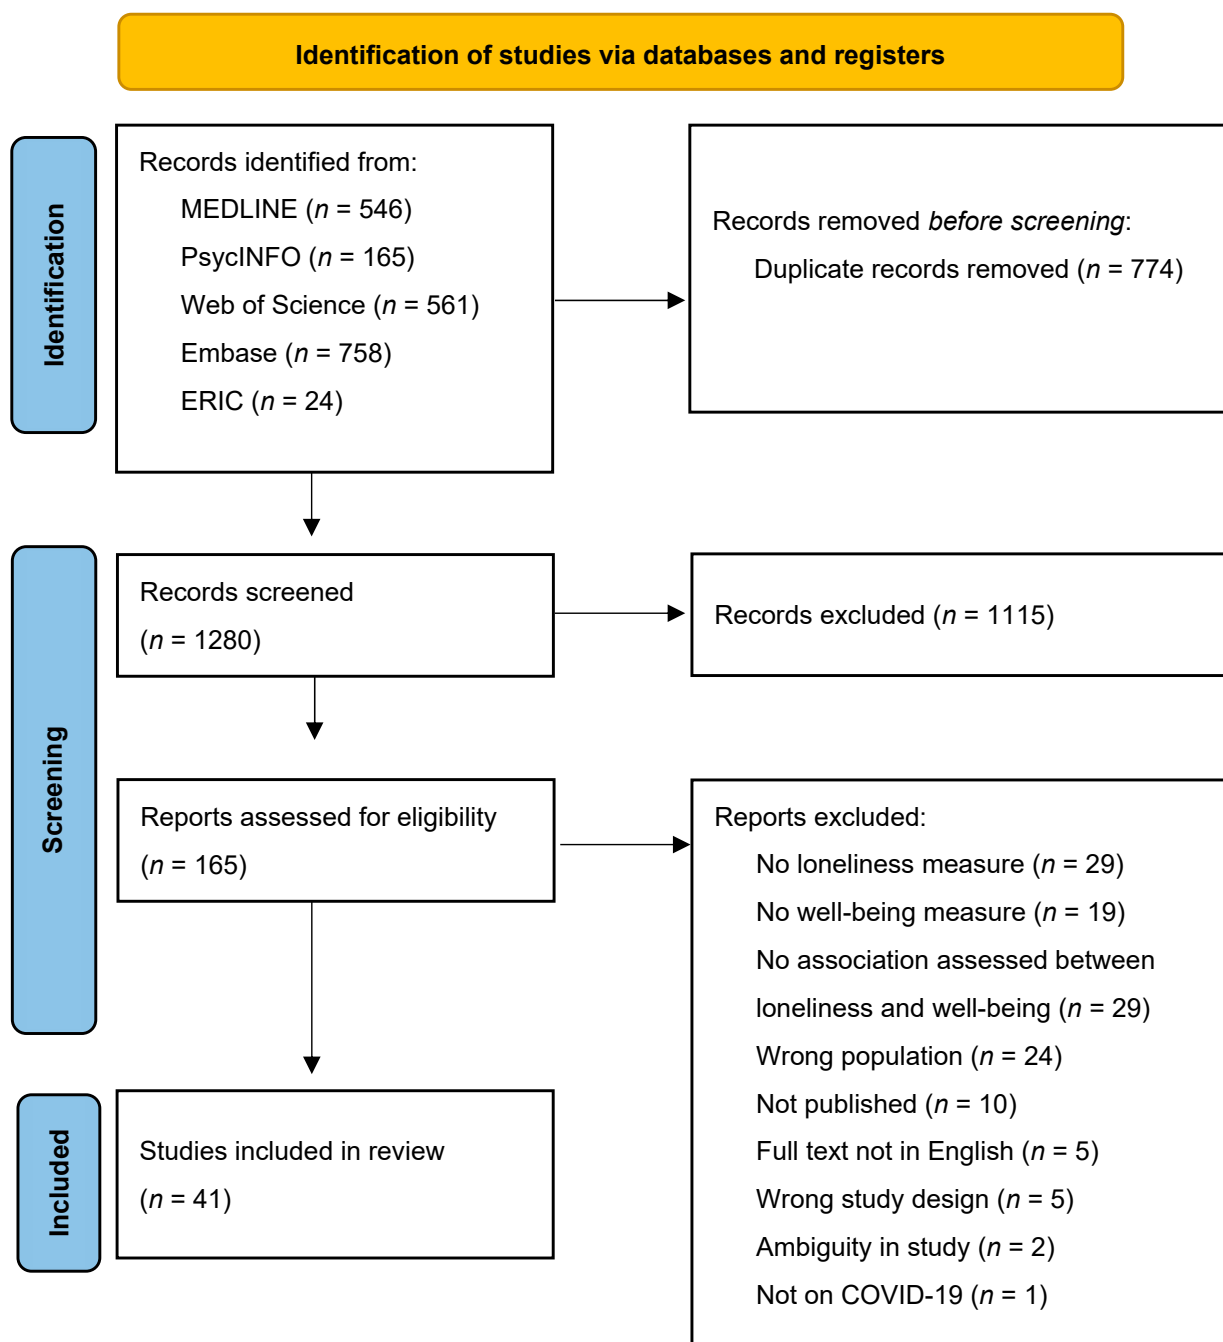 Identification of studies via databases and registers
Identification
Records identified from:
MEDLINE (n = 546)
PsycINFO (n = 165)
Web of Science (n = 561)
Embase (n = 758)
ERIC (n = 24)
Records removed before screening:
Duplicate records removed (n = 774)
Screening
Records screened
(n = 1280)
Records excluded (n = 1115)
Reports assessed for eligibility
(n = 165)
Reports excluded:
No loneliness measure (n = 29)
No well-being measure (n = 19)
No association assessed between
loneliness and well-being (n = 29)
Wrong population (n = 24)
Not published (n = 10)
Full text not in English (n = 5)
Wrong study design (n = 5)
Ambiguity in study (n = 2)
Not on COVID-19 (n = 1)
Included
Studies included in review
(n = 41)